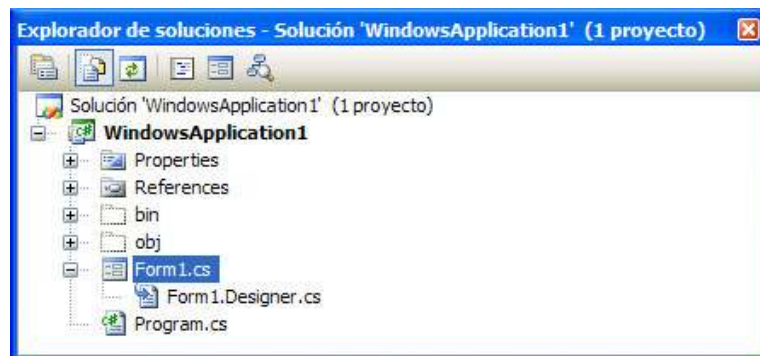 Explorador de soluciones - Solución 'WindowsApplication1' (1 proyecto)
Solución 'WindowsApplication1' (1 proyecto)
WindowsApplication1
Properties
References
bin
obj
Form1.cs
Form1.Designer.cs
Program.cs